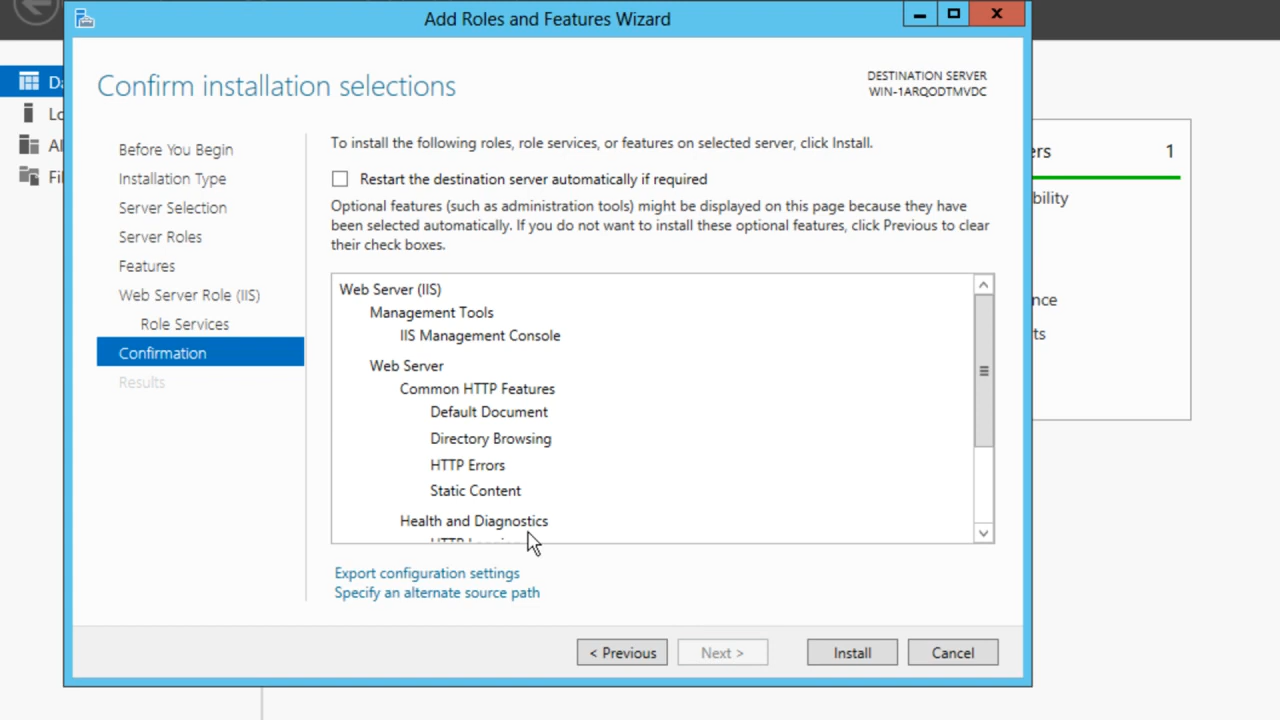 Add Roles and Features Wizard
Confirm installation selections
DESTINATION SERVER
WIN-1ARQODTMVDC
Before You Begin
Installation Type
Server Selection
Server Roles
Features
Web Server Role (IIS)
Role Services
Confirmation
Results
To install the following roles, role services, or features on selected server, click Install.
Restart the destination server automatically if required
Optional features (such as administration tools) might be displayed on this page because they have
been selected automatically. If you do not want to install these optional features, click Previous to clear
their check boxes.
Web Server (IIS)
Management Tools
IIS Management Console
Web Server
Common HTTP Features
Default Document
Directory Browsing
HTTP Errors
Static Content
Health and Diagnostics
Export configuration settings
Specify an alternate source path
< Previous
Next >
Install
Cancel
1